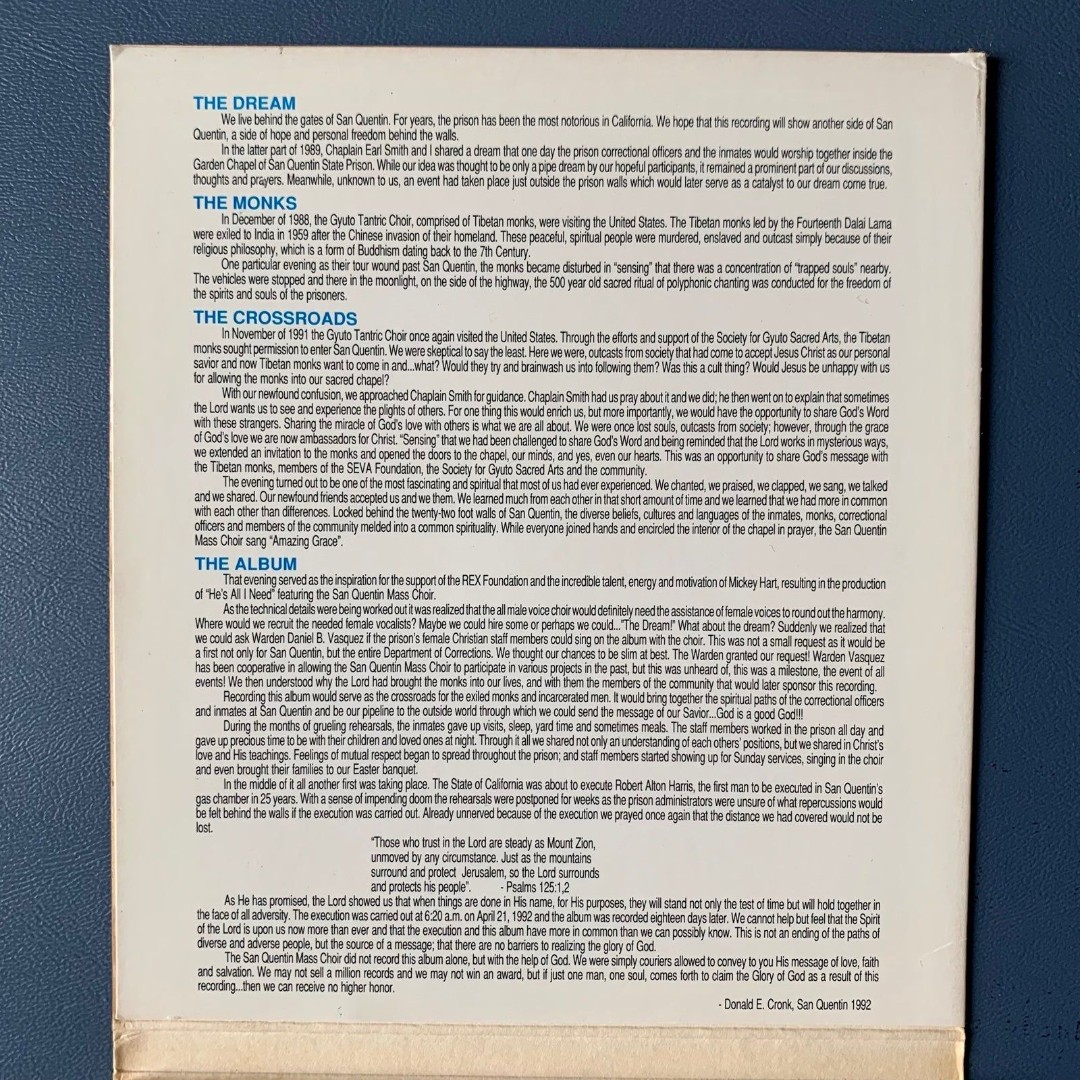 THE DREAM
We live behind the gates of San Quentin. For years, the prison has been the most notorious in California. We hope that this recording will show another side of San
Quentin, a side of hope and personal freedom behind the walls.
In the latter part of 1989, Chaplain Earl Smith and I shared a dream that one day the prison correctional officers and the inmates would worship together inside the
Garden Chapel of San Quentin State Prison. While our idea was thought to be only a pipe dream by our hopeful participants, it remained a prominent part of our discussions,
thoughts and prayers. Meanwhile, unknown to us, an event had taken place just outside the prison walls which would later serve as a catalyst to our dream come true.
THE MONKS
In December of 1988, the Gyuto Tantric Choir, comprised of Tibetan monks, were visiting the United States. The Tibetan monks led by the Fourteenth Dalai Lama
were exiled to India in 1959 after the Chinese invasion of their homeland. These peaceful, spiritual people were murdered, enslaved and outcast simply because of their
religious philosophy, which is a form of Buddhism dating back to the 7th Century.
One particular evening as their tour wound past San Quentin, the monks became disturbed in "sensing" that there was a concentration of "trapped souls" nearby.
The vehicles were stopped and there in the moonlight, on the side of the highway, the 500 year old sacred ritual of polyphonic chanting was conducted for the freedom of
the spirits and souls of the prisoners.
THE CROSSROADS
In November of 1991 the Gyuto Tantric Choir once again visited the United States. Through the efforts and support of the Society for Gyuto Sacred Arts, the Tibetan
monks sought permission to enter San Quentin. We were skeptical to say the least. Here we were, outcasts from society that had come to accept Jesus Christ as our personal
savior and now Tibetan monks want to come in and...what? Would they try and brainwash us into following them? Was this a cult thing? Would Jesus be unhappy with us
for allowing the monks into our sacred chapel?
With our newfound confusion, we approached Chaplain Smith for guidance. Chaplain Smith had us pray about it and we did; he then went on to explain that sometimes
the Lord wants us to see and experience the plights of others. For one thing this would enrich us, but more importantly, we would have the opportunity to share God's Word
with these strangers. Sharing the miracle of God's love with others is what we are all about. We were once lost souls, outcasts from society; however, through the grace
of God's love we are now ambassadors for Christ. "Sensing" that we had been challenged to share God's Word and being reminded that the Lord works in mysterious ways,
we extended an invitation to the monks and opened the doors to the chapel, our minds, and yes, even our hearts. This was an opportunity to share God's message with
the Tibetan monks, members of the SEVA Foundation, the Society for Gyuto Sacred Arts and the community.
The evening turned out to be one of the most fascinating and spiritual that most of us had ever experienced. We chanted, we praised, we clapped, we sang, we talked
and we shared. Our newfound friends accepted us and we them. We learned much from each other in that short amount of time and we learned that we had more in common
with each other than differences. Locked behind the twenty-two foot walls of San Quentin, the diverse beliefs, cultures and languages of the inmates, monks, correctional
officers and members of the community melded into a common spirituality. While everyone joined hands and encircled the interior of the chapel in prayer, the San Quentin
Mass Choir sang "Amazing Grace".
THE ALBUM
That evening served as the inspiration for the support of the REX Foundation and the incredible talent, energy and motivation of Mickey Hart, resulting in the production
of "He's All I Need" featuring the San Quentin Mass Choir.
As the technical details were being worked out it was realized that the all male voice choir would definitely need the assistance of female voices to round out the harmony.
Where would we recruit the needed female vocalists? Maybe we could hire some or perhaps we could..."The Dream!" What about the dream? Suddenly we realized that
we could ask Warden Daniel B. Vasquez if the prison's female Christian staff members could sing on the album with the choir. This was not a small request as it would be
a first not only for San Quentin, but the entire Department of Corrections. We thought our chances to be slim at best. The Warden granted our request! Warden Vasquez
has been cooperative in allowing the San Quentin Mass Choir to participate in various projects in the past, but this was unheard of, this was a milestone, the event of all
events! We then understood why the Lord had brought the monks into our lives, and with them the members of the community that would later sponsor this recording.
Recording this album would serve as the crossroads for the exiled monks and incarcerated men. It would bring together the spiritual paths of the correctional officers
and inmates at San Quentin and be our pipeline to the outside world through which we could send the message of our Savior...God is a good God!!!
During the months of grueling rehearsals, the inmates gave up visits, sleep, yard time and sometimes meals. The staff members worked in the prison all day and
gave up precious time to be with their children and loved ones at night. Through it all we shared not only an understanding of each others' positions, but we shared in Christ's
love and His teachings. Feelings of mutual respect began to spread throughout the prison; and staff members started showing up for Sunday services, singing in the choir
and even brought their families to our Easter banquet.
In the middle of it all another first was taking place. The State of California was about to execute Robert Alton Harris, the first man to be executed in San Quentin's
gas chamber in 25 years. With a sense of impending doom the rehearsals were postponed for weeks as the prison administrators were unsure of what repercussions would
be felt behind the walls if the execution was carried out. Already unnerved because of the execution we prayed once again that the distance we had covered would not be
lost.
"Those who trust in the Lord are steady as Mount Zion,
unmoved by any circumstance. Just as the mountains
surround and protect Jerusalem, so the Lord surrounds
and protects his people". - Psalms 125:1,2
As He has promised, the Lord showed us that when things are done in His name, for His purposes, they will stand not only the test of time but will hold together in
the face of all adversity. The execution was carried out at 6:20 a.m. on April 21, 1992 and the album was recorded eighteen days later. We cannot help but feel that the Spirit
of the Lord is upon us now more than ever and that the execution and this album have more in common than we can possibly know. This is not an ending of the paths of
diverse and adverse people, but the source of a message; that there are no barriers to realizing the glory of God.
The San Quentin Mass Choir did not record this album alone, but with the help of God. We were simply couriers allowed to convey to you His message of love, faith
and salvation. We may not sell a million records and we may not win an award, but if just one man, one soul, comes forth to claim the Glory of God as a result of this
recording...then we can receive no higher honor.
- Donald E. Cronk, San Quentin 1992